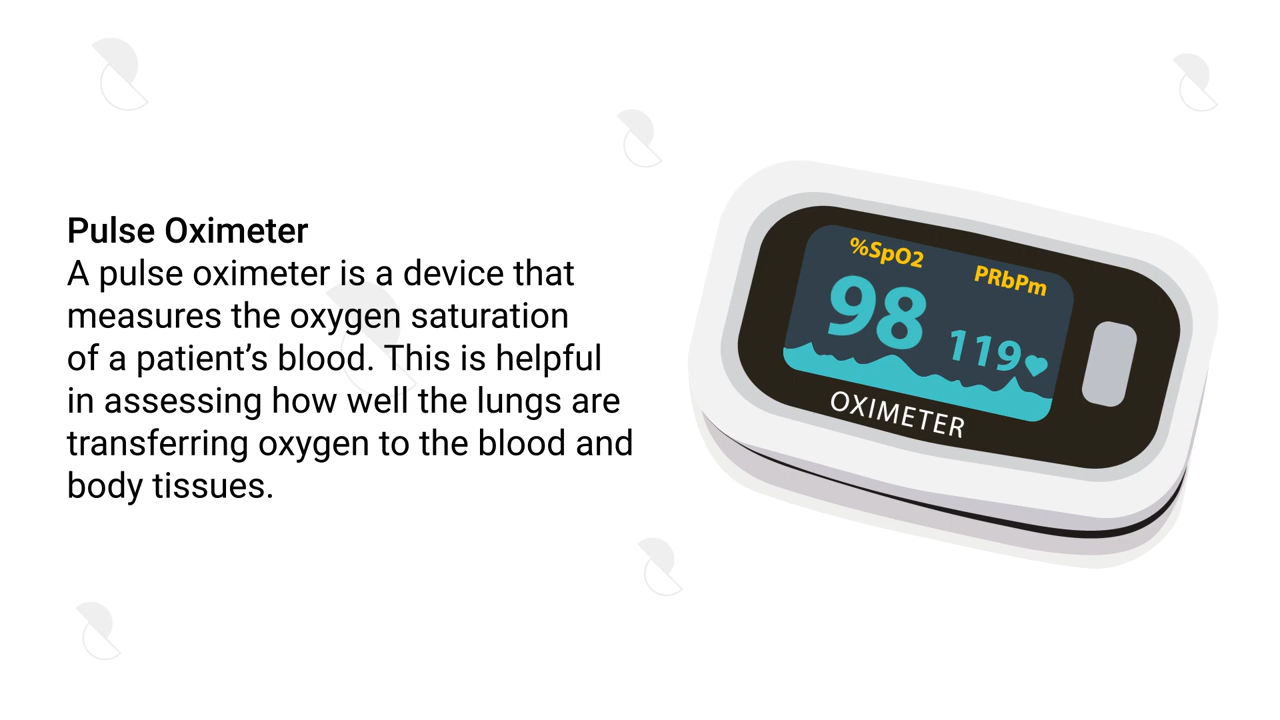 Pulse Oximeter
A pulse oximeter is a device that
measures the oxygen saturation
of a patient’s blood. This is helpful
in assessing how well the lungs are
transferring oxygen to the blood and
body tissues.
%SpO2
PRbPm
98
119
OXIMETER